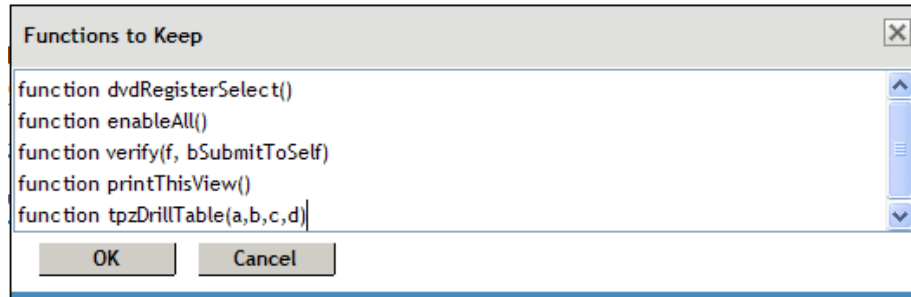 Functions to Keep
function dvdRegisterSelect()
function enableAll()
function verify(f, bSubmitToSelf)
function printThisView()
function tpzDrillTable(a,b,c,d)
OK Cancel